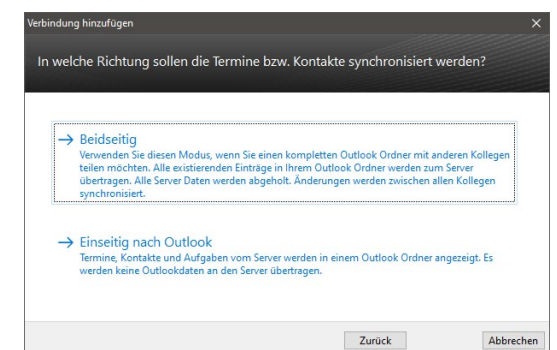 Verbindung hinzufügen
In welche Richtung sollen die Termine bzw. Kontakte synchronisiert werden?
Beidseitig
Verwenden Sie diesen Modus, wenn Sie einen kompletten Outlook Ordner mit anderen Kollegen
teilen möchten. Alle existierenden Einträge in Ihrem Outlook Ordner werden zum Server
übertragen. Alle Server Daten werden abgeholt. Änderungen werden zwischen allen Kollegen
synchronisiert.
Einseitig nach Outlook
Termine, Kontakte und Aufgaben vom Server werden in einem Outlook Ordner angezeigt. Es
werden keine Outlookdaten an den Server übertragen.
Zurück
Abbrechen